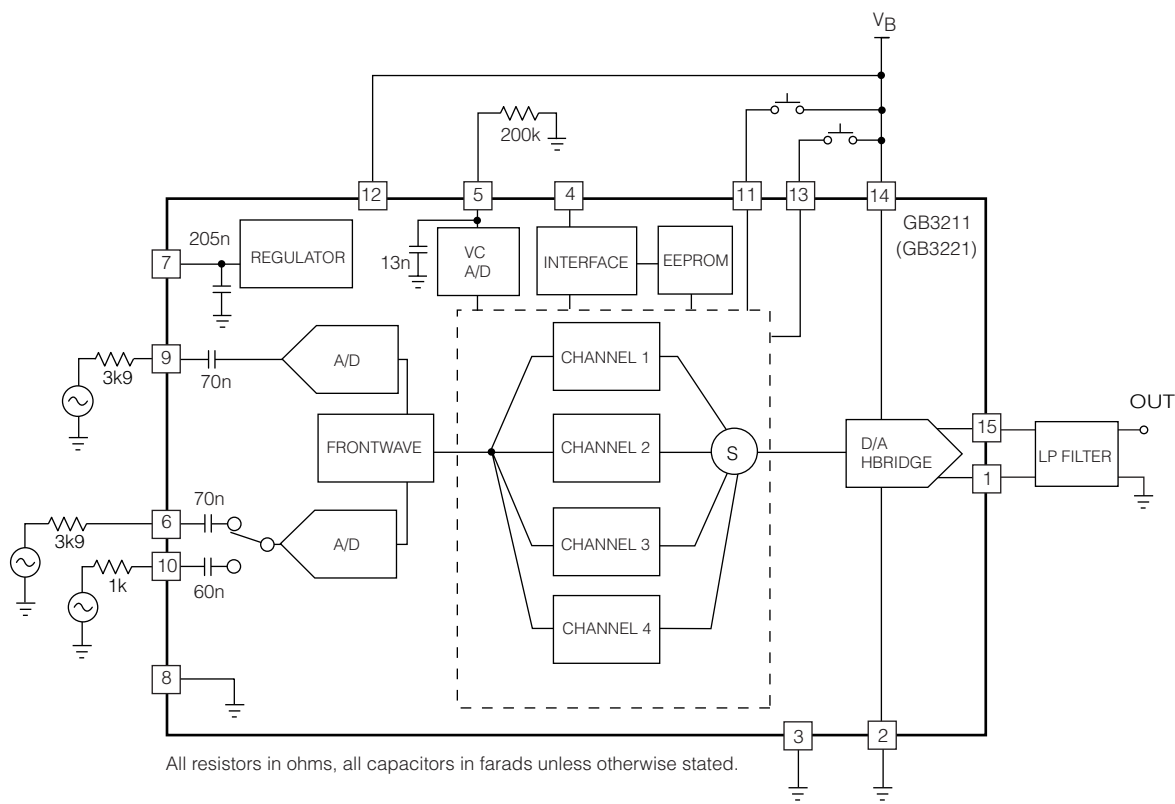 VB
200k
12
5
4
11
13
14
GB3211
(GB3221)
205n
7
REGULATOR
13n
VC
A/D
INTERFACE
EEPROM
9
3k9
70n
A/D
CHANNEL 1
FRONTWAVE
CHANNEL 2
S
D/A
HBRIDGE
15
1
LP FILTER
OUT
6
3k9
70n
10
1k
60n
A/D
CHANNEL 3
CHANNEL 4
8
3
2
All resistors in ohms, all capacitors in farads unless otherwise stated.